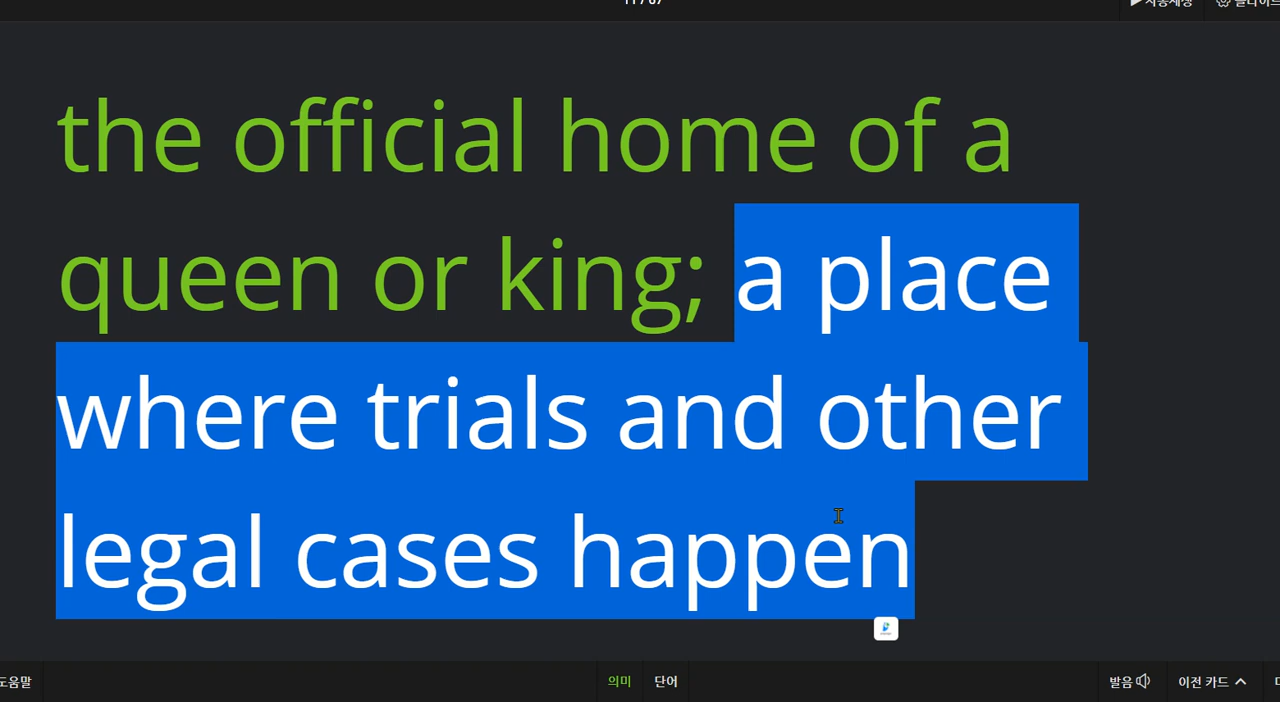 the official home of a
queen or king; a place
where trials and other
legal cases happen
도움말 의미 단어 발음 이전 카드